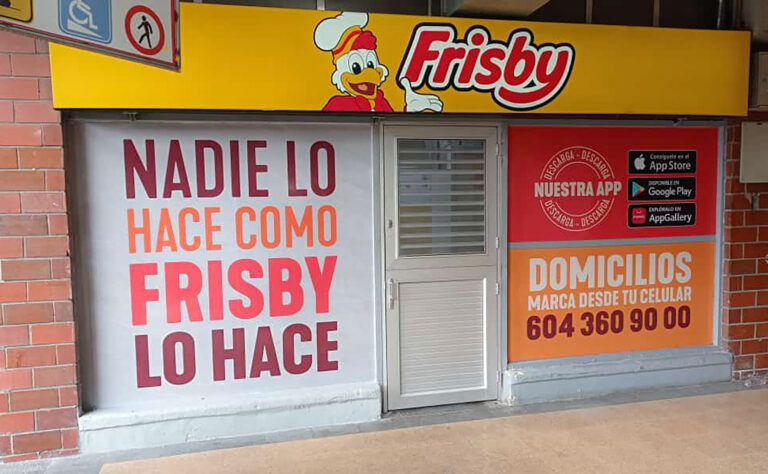 Frisby
NADIE LO
HACE COMO
FRISBY
LO HACE
DESCARGA - DESCARGA
NUESTRA APP
DESCARGA - DESCARGA
Consíguelo en el
App Store
DISPONIBLE EN
Google Play
EXPLÓRALO EN
AppGallery
DOMICILIOS
MARCA DESDE TU CELULAR
604 360 90 00